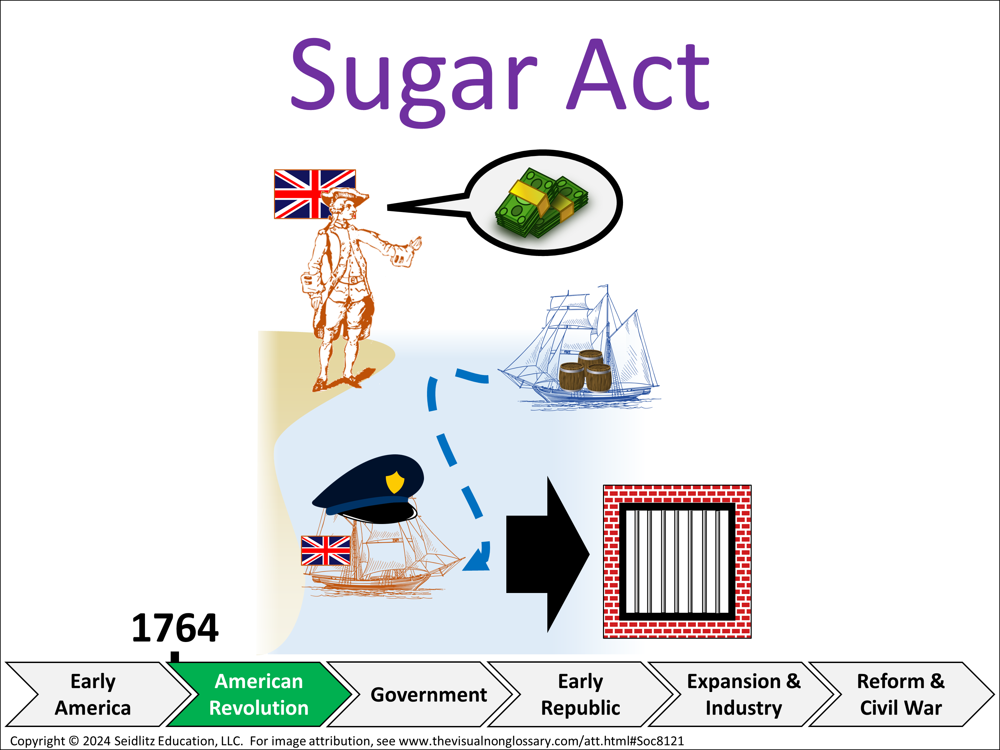 Sugar Act
1764
Early
America
American
Revolution
Government
Early
Republic
Expansion &
Industry
Reform &
Civil War
Copyright © 2024 Seidlitz Education, LLC.  For image attribution, see www.thevisualnonglossary.com/att.html#Soc8121